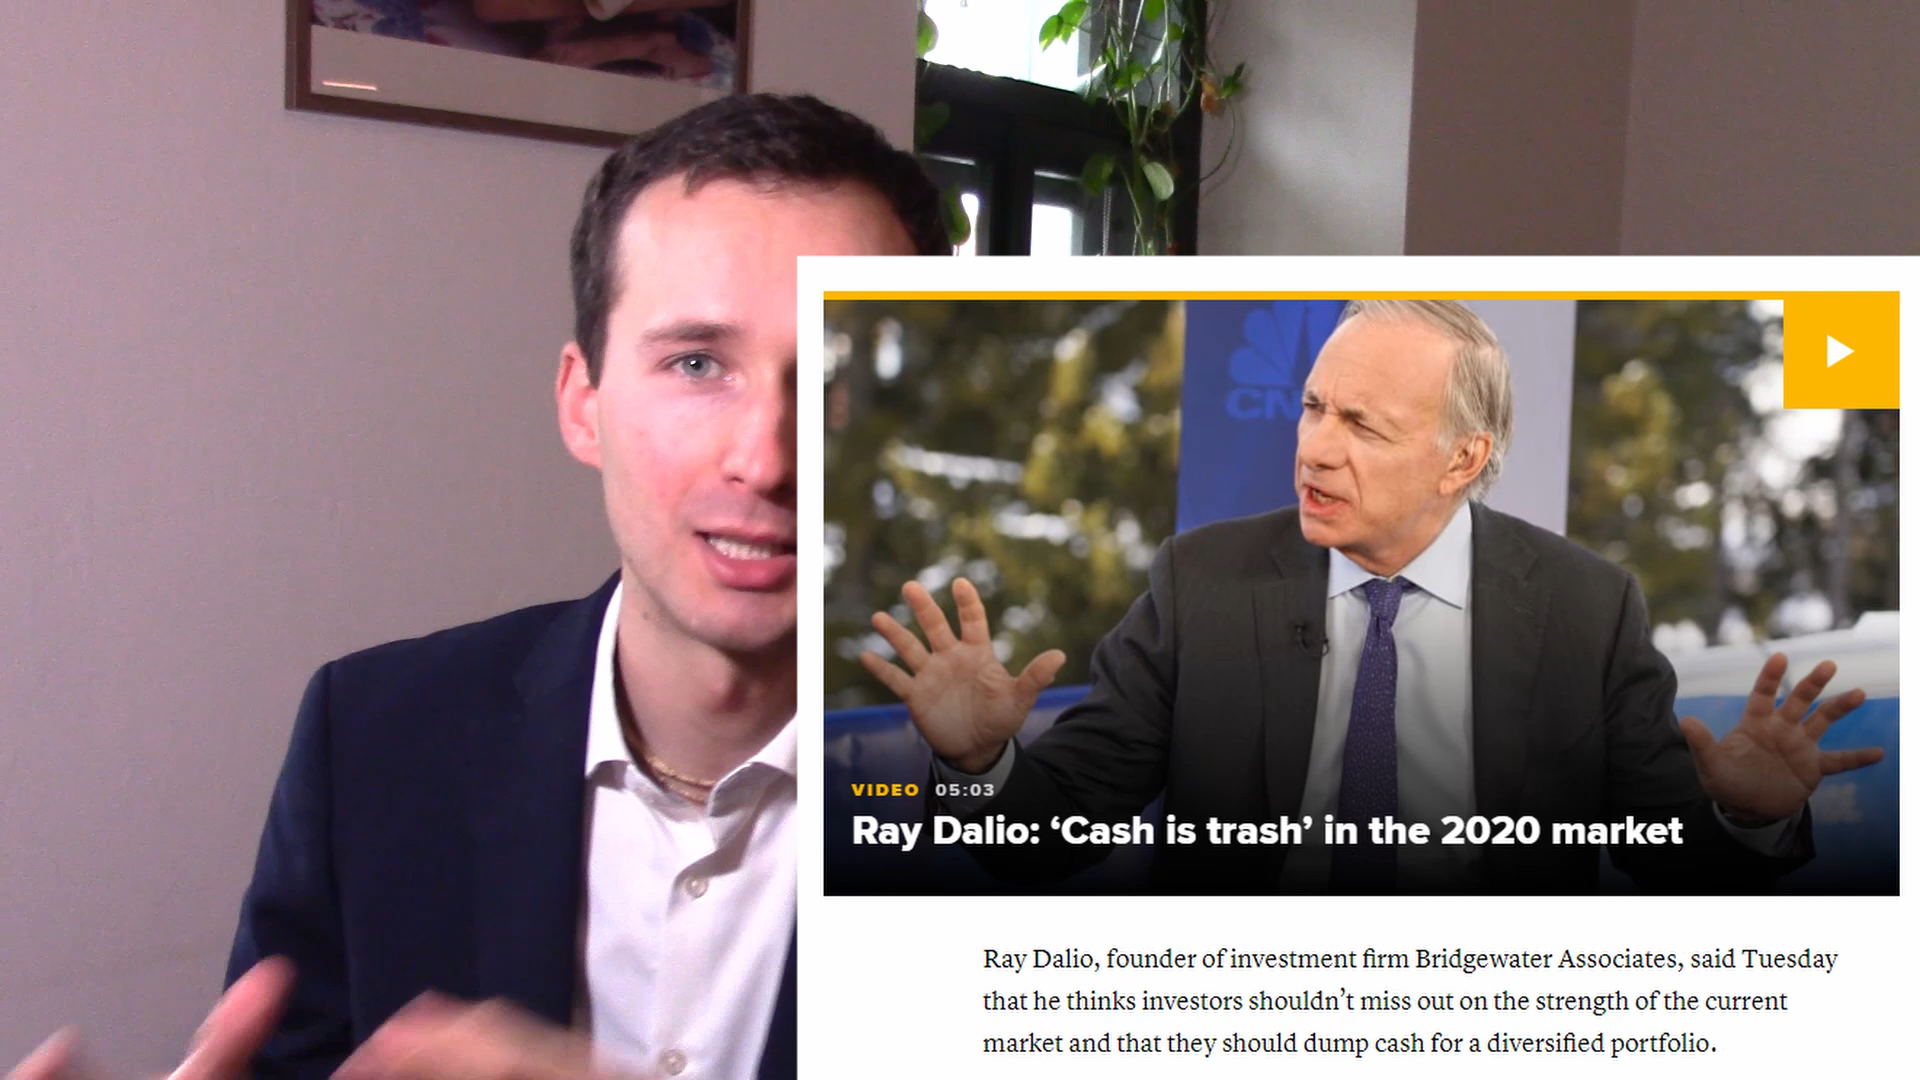 CN
VIDEO 05:03
Ray Dalio: ‘Cash is trash’ in the 2020 market
Ray Dalio, founder of investment firm Bridgewater Associates, said Tuesday
that he thinks investors shouldn’t miss out on the strength of the current
market and that they should dump cash for a diversified portfolio.